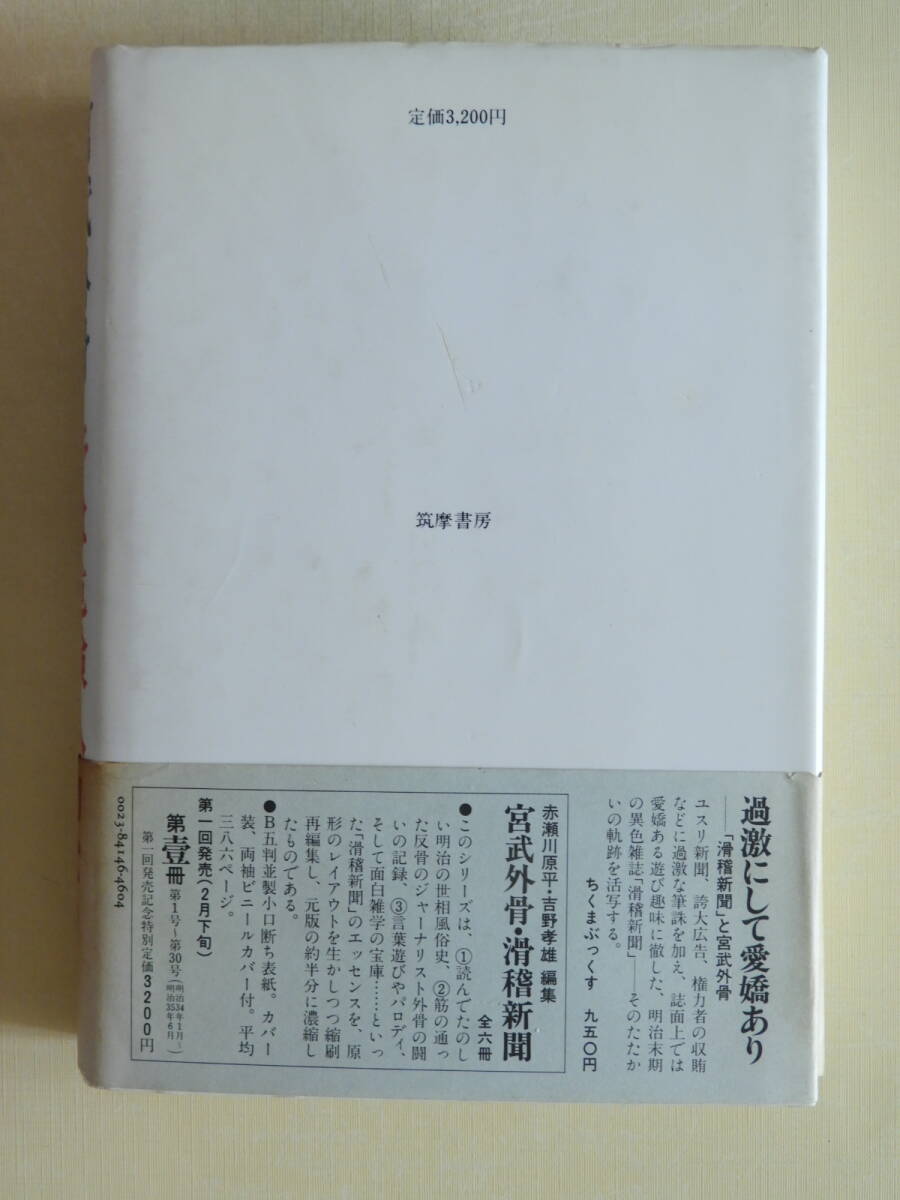 定価3,200円
筑摩書房
過激にして愛嬌あり
――「滑稽新聞」と宮武外骨
ユスリ新聞、誇大広告、権力者の収賄
などに過激な筆誅を加え、誌面上では
愛嬌ある遊び趣味に徹した、明治末期
の異色雑誌「滑稽新聞」――そのたたか
いの軌跡を活写する。
ちくまぶっくす 九五〇円
赤瀬川原平・吉野孝雄 編集
宮武外骨・滑稽新聞
全六冊
●このシリーズは、①読んでたのし
い明治の世相風俗史、②筋の通っ
た反骨のジャーナリスト外骨の闘
いの記録、③言葉遊びやパロディ、
そして面白雑学の宝庫……といっ
た「滑稽新聞」のエッセンスを、原
形のレイアウトを生かしつつ縮刷
再編集し、元版の約半分に濃縮し
たものである。
●B五判並製小口断ち表紙。カバー
装、両袖ビニールカバー付。平均
三八六ページ。
第一回発売(2月下旬)
第壹冊 第1号~第30号(明治34年1月~明治35年6月)
第一回発売記念特別定価3200円
0023-84146-4604